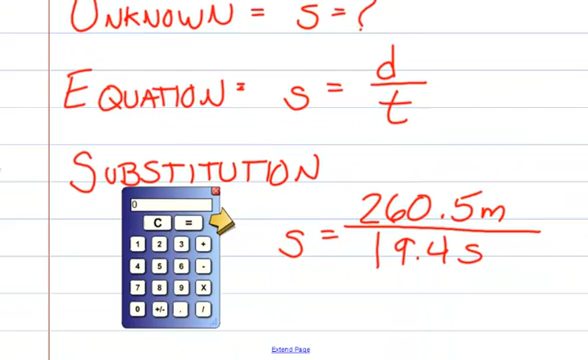 UNKNOWN = s = ?
EQUATION = s = d/t
SUBSTITUTION
s = 260.5m/19.4s
0
C =
1 2 3 +
4 5 6 -
7 8 9 X
0 +/- . /
Extend Page